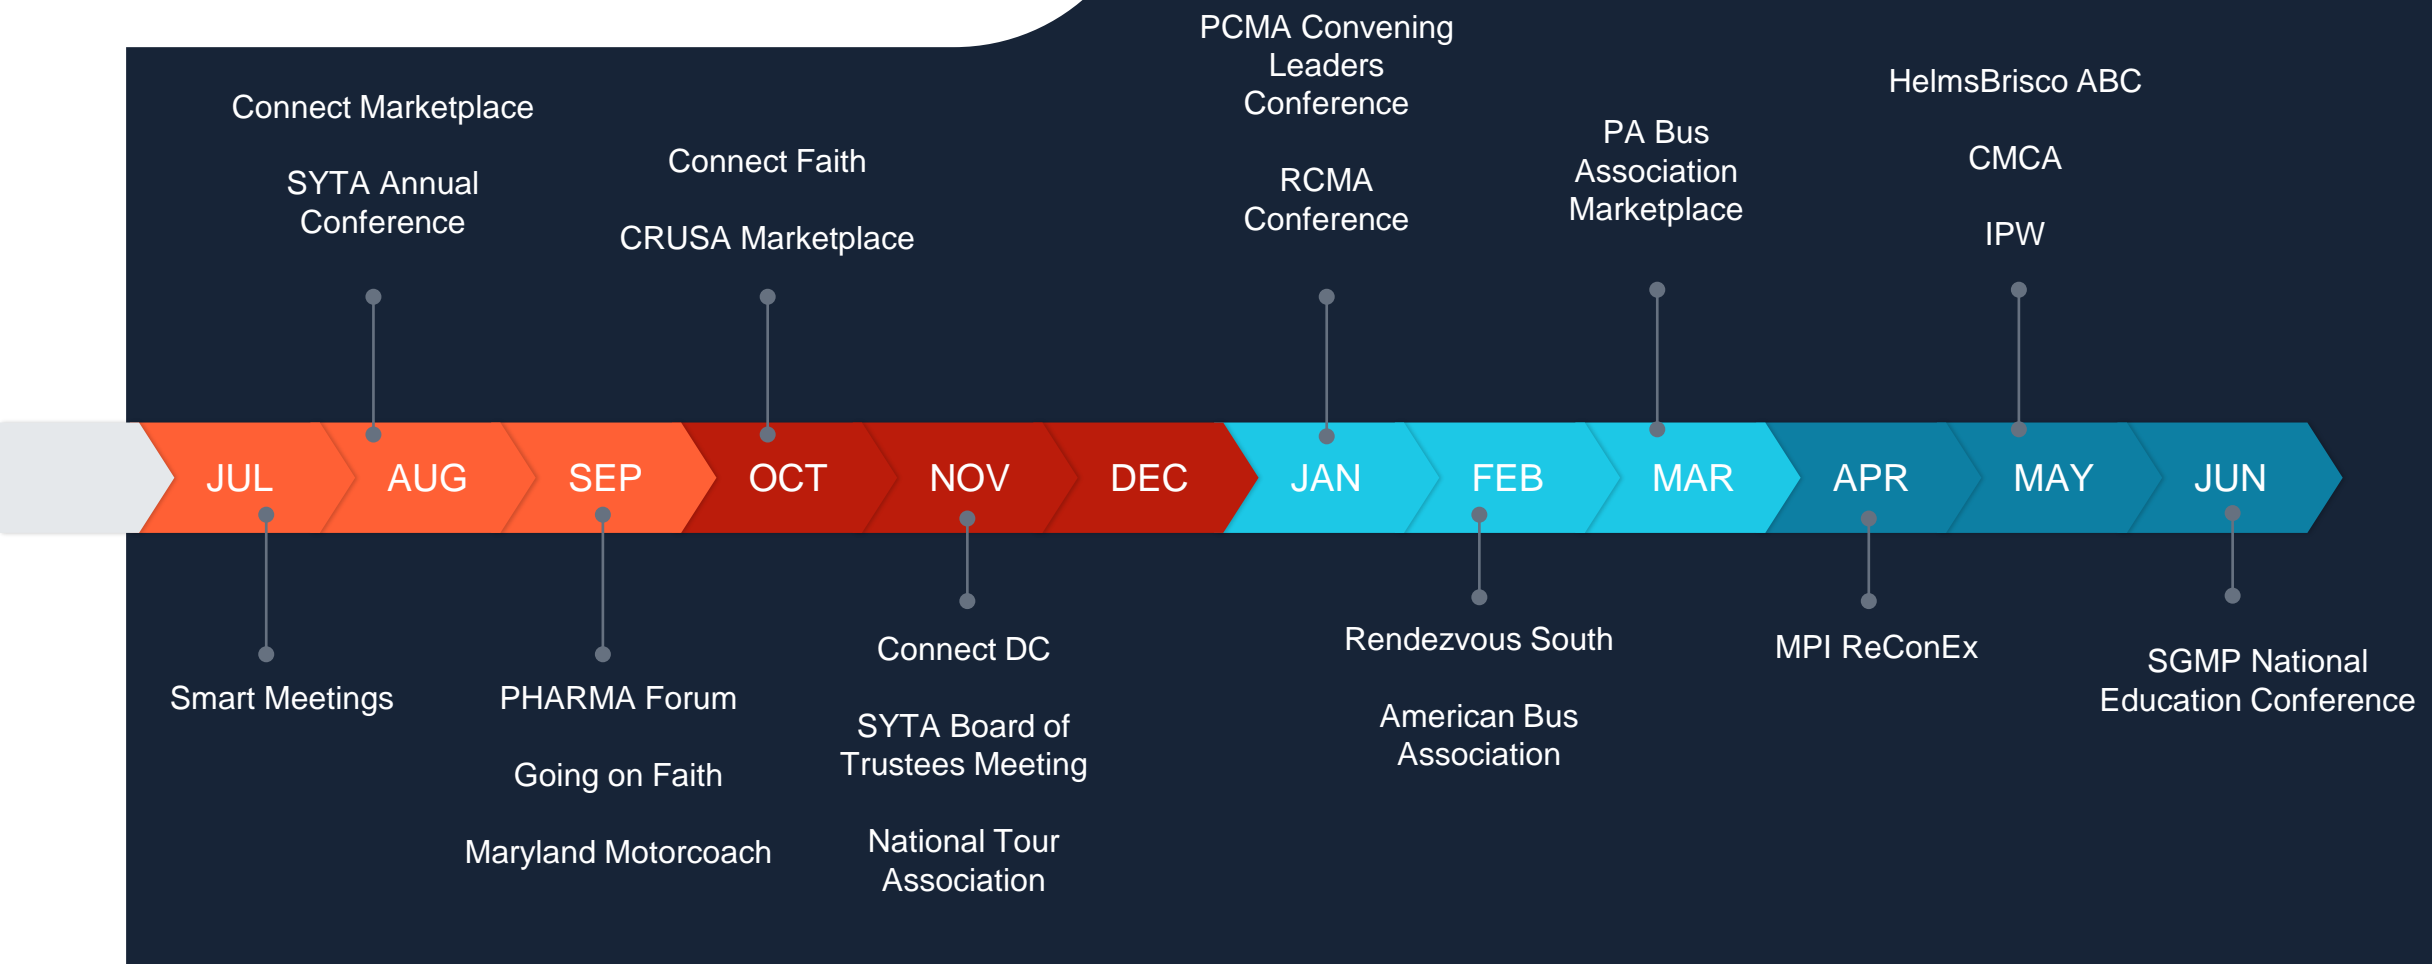 Connect Marketplace
SYTA Annual
Conference
Connect Faith
CRUSA Marketplace
PCMA Convening
Leaders
Conference
RCMA
Conference
PA Bus
Association
Marketplace
HelmsBrisco ABC
CMCA
IPW
JUL
AUG
SEP
OCT
NOV
DEC
JAN
FEB
MAR
APR
MAY
JUN
Smart Meetings
PHARMA Forum
Going on Faith
Maryland Motorcoach
Connect DC
SYTA Board of
Trustees Meeting
National Tour
Association
Rendezvous South
American Bus
Association
MPI ReConEx
SGMP National
Education Conference